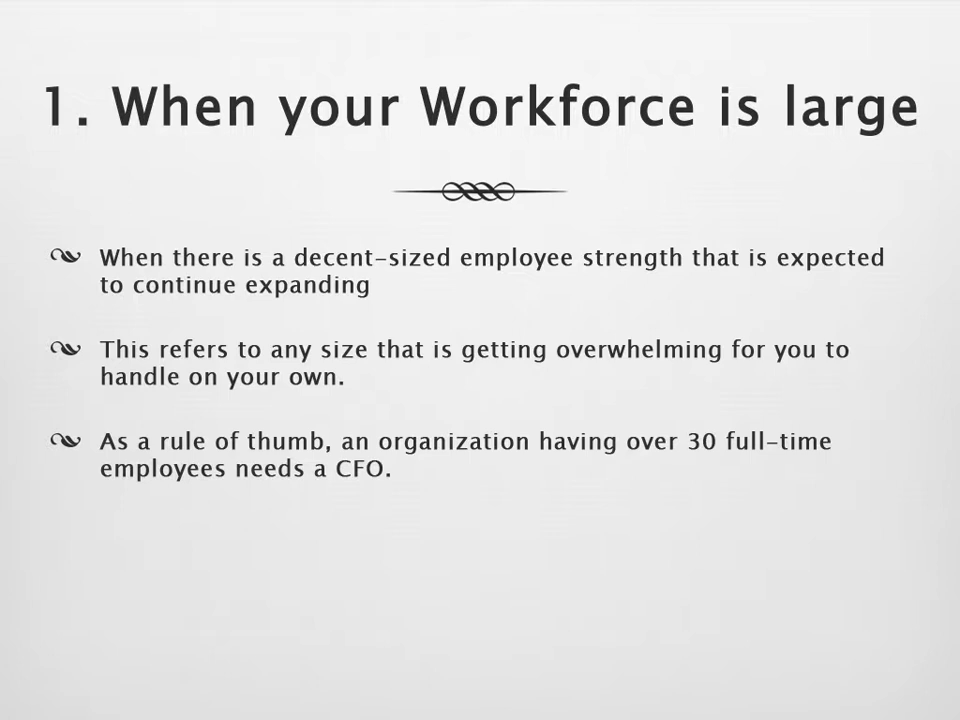 1. When your Workforce is large
When there is a decent-sized employee strength that is expected
to continue expanding
This refers to any size that is getting overwhelming for you to
handle on your own.
As a rule of thumb, an organization having over 30 full-time
employees needs a CFO.